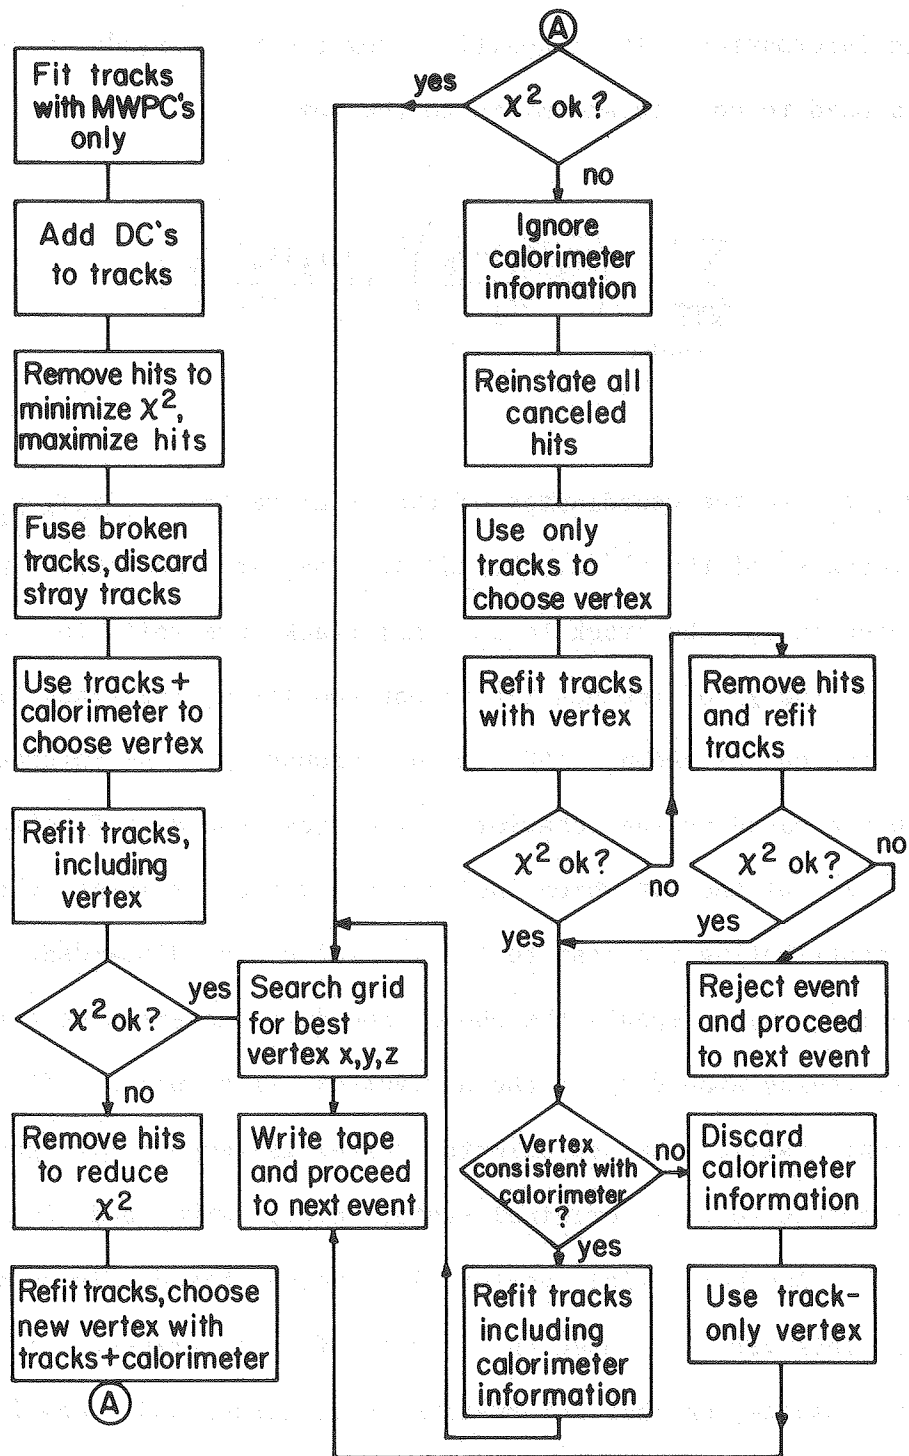 Fit tracks
with MWPC's
only
Add DC's
to tracks
Remove hits to
minimize χ²,
maximize hits
Fuse broken
tracks, discard
stray tracks
Use tracks +
calorimeter to
choose vertex
Refit tracks,
including
vertex
χ² ok?
yes
no
Remove hits
to reduce
χ²
Refit tracks, choose
new vertex with
tracks+calorimeter
A
Search grid
for best
vertex x,y,z
Write tape
and proceed
to next event
A
χ² ok?
yes
no
Ignore
calorimeter
information
Reinstate all
canceled
hits
Use only
tracks to
choose vertex
Refit tracks
with vertex
χ² ok?
no
yes
Remove hits
and refit
tracks
χ² ok?
no
yes
Reject event
and proceed
to next event
Vertex
consistent with
calorimeter
?
no
yes
Discard
calorimeter
information
Use track-
only vertex
Refit tracks
including
calorimeter
information